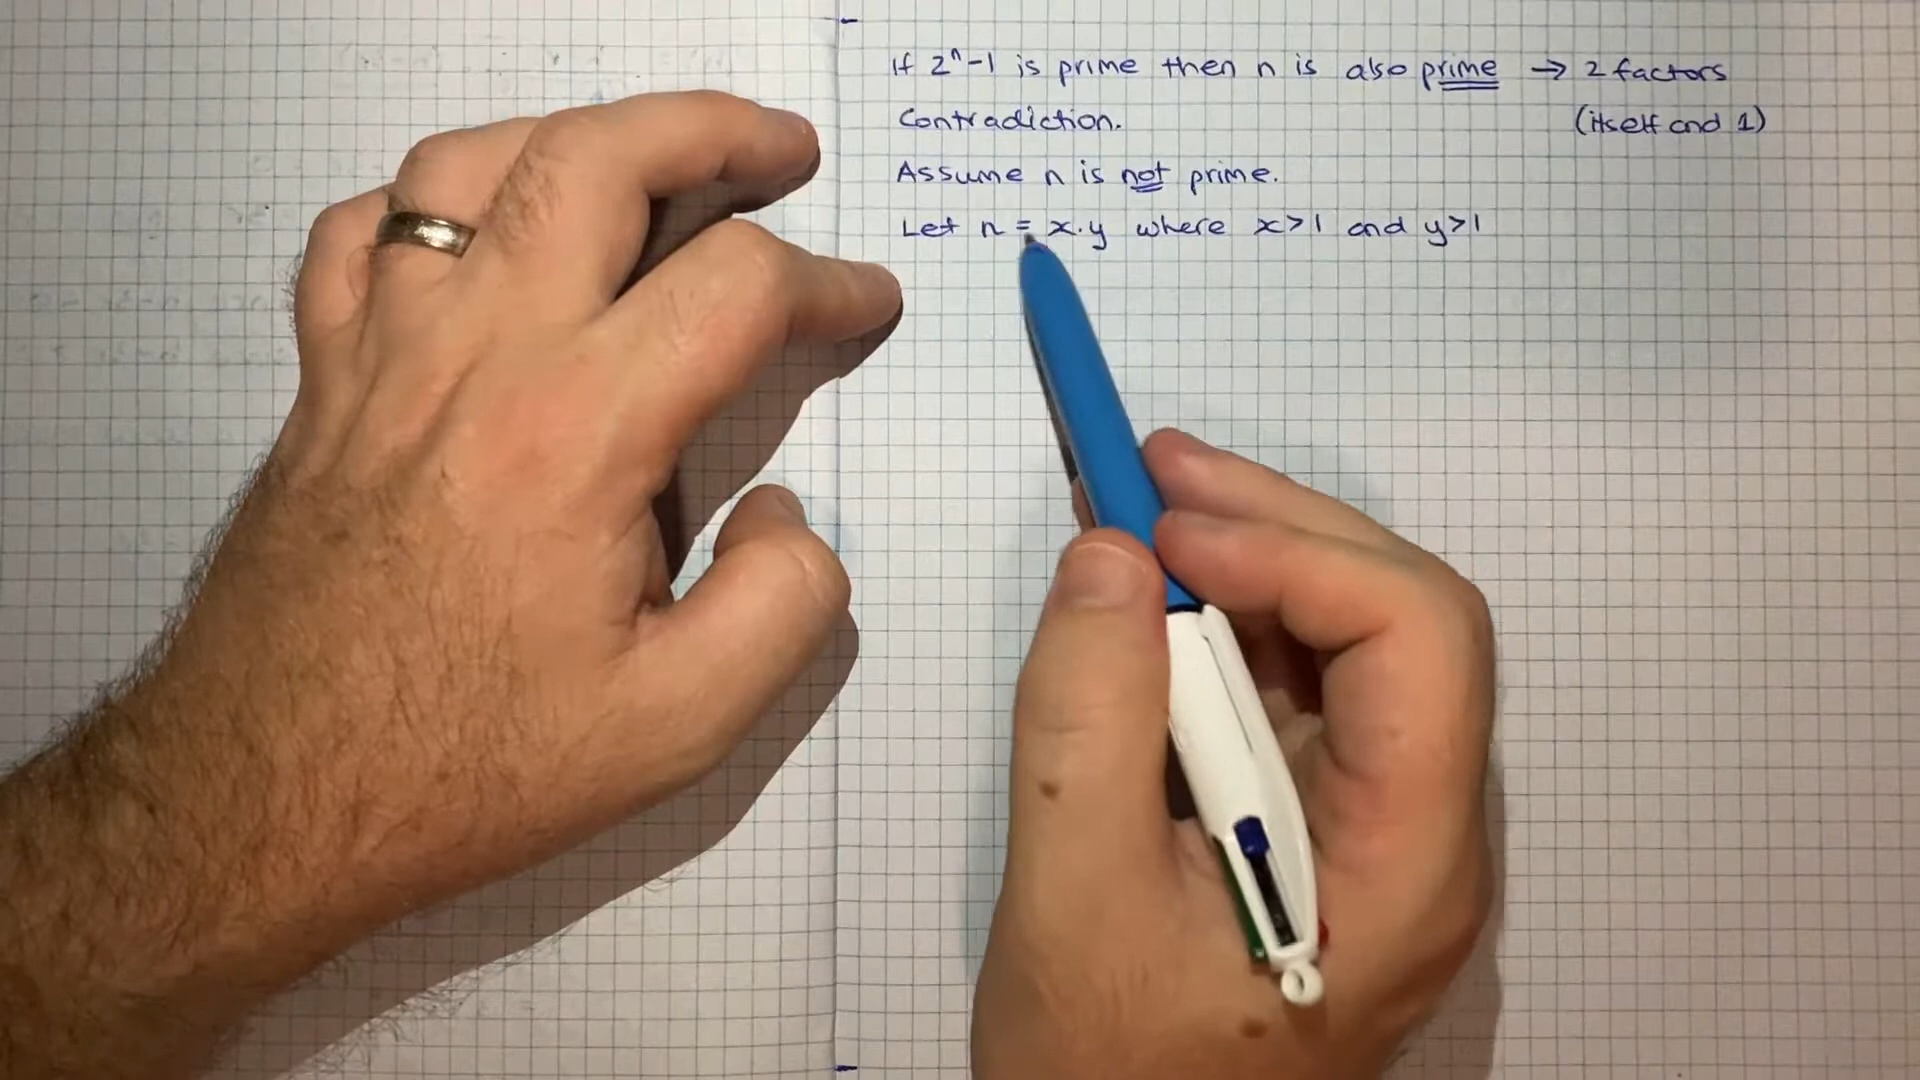 If 2ⁿ-1 is prime then n is also prime → 2 factors
Contradiction. (itself and 1)
Assume n is not prime.
Let n = x.y where x>1 and y>1